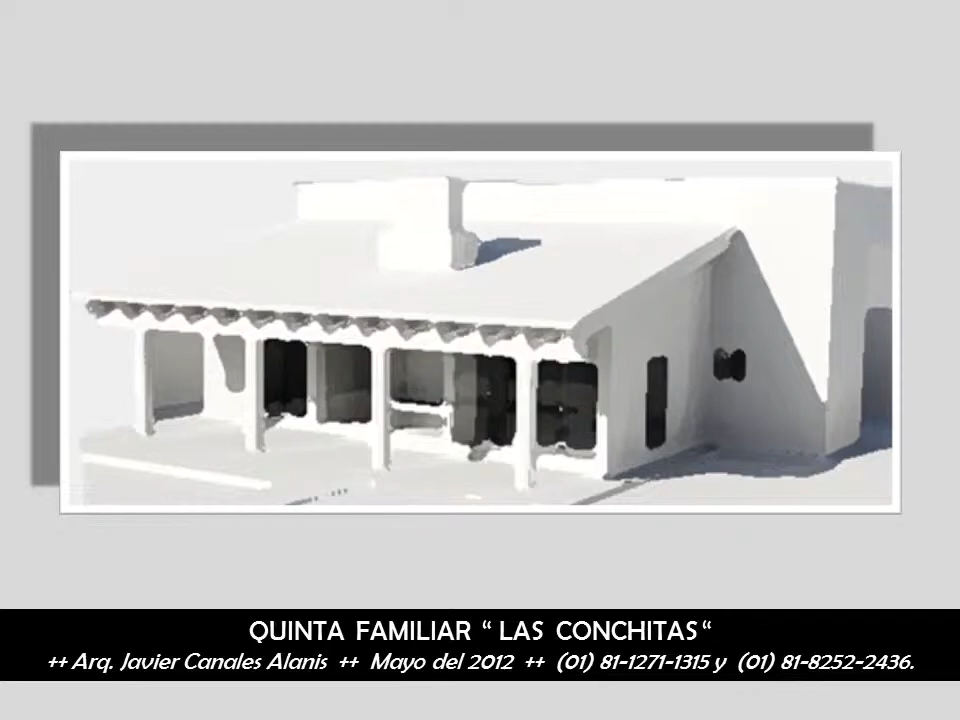 QUINTA FAMILIAR “ LAS CONCHITAS “
++ Arq. Javier Canales Alanis ++ Mayo del 2012 ++ (01) 81-1271-1315 y (01) 81-8252-2436.